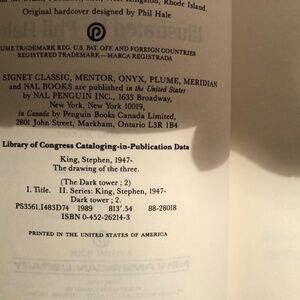 Original hardcover designed by Phil Hale
UME TRADEMARK REG. U.S. PAT. OFF. AND FOREIGN COUNTRIES
REGISTERED TRADEMARK—MARCA REGISTRADA
SIGNET CLASSIC, MENTOR, ONYX, PLUME, MERIDIAN
and NAL BOOKS are published in the United States
by NAL PENGUIN INC., 1633 Broadway,
New York, New York 10019,
in Canada by Penguin Books Canada Limited,
2801 John Street, Markham, Ontario L3R 1B4
Library of Congress Cataloging-in-Publication Data
King, Stephen, 1947-
The drawing of the three.
(The Dark tower ; 2)
I. Title. II. Series: King, Stephen, 1947-
Dark tower ; 2.
PS3561.I483D74 1989 813'.54 88-28018
ISBN 0-452-26214-3
PRINTED IN THE UNITED STATES OF AMERICA